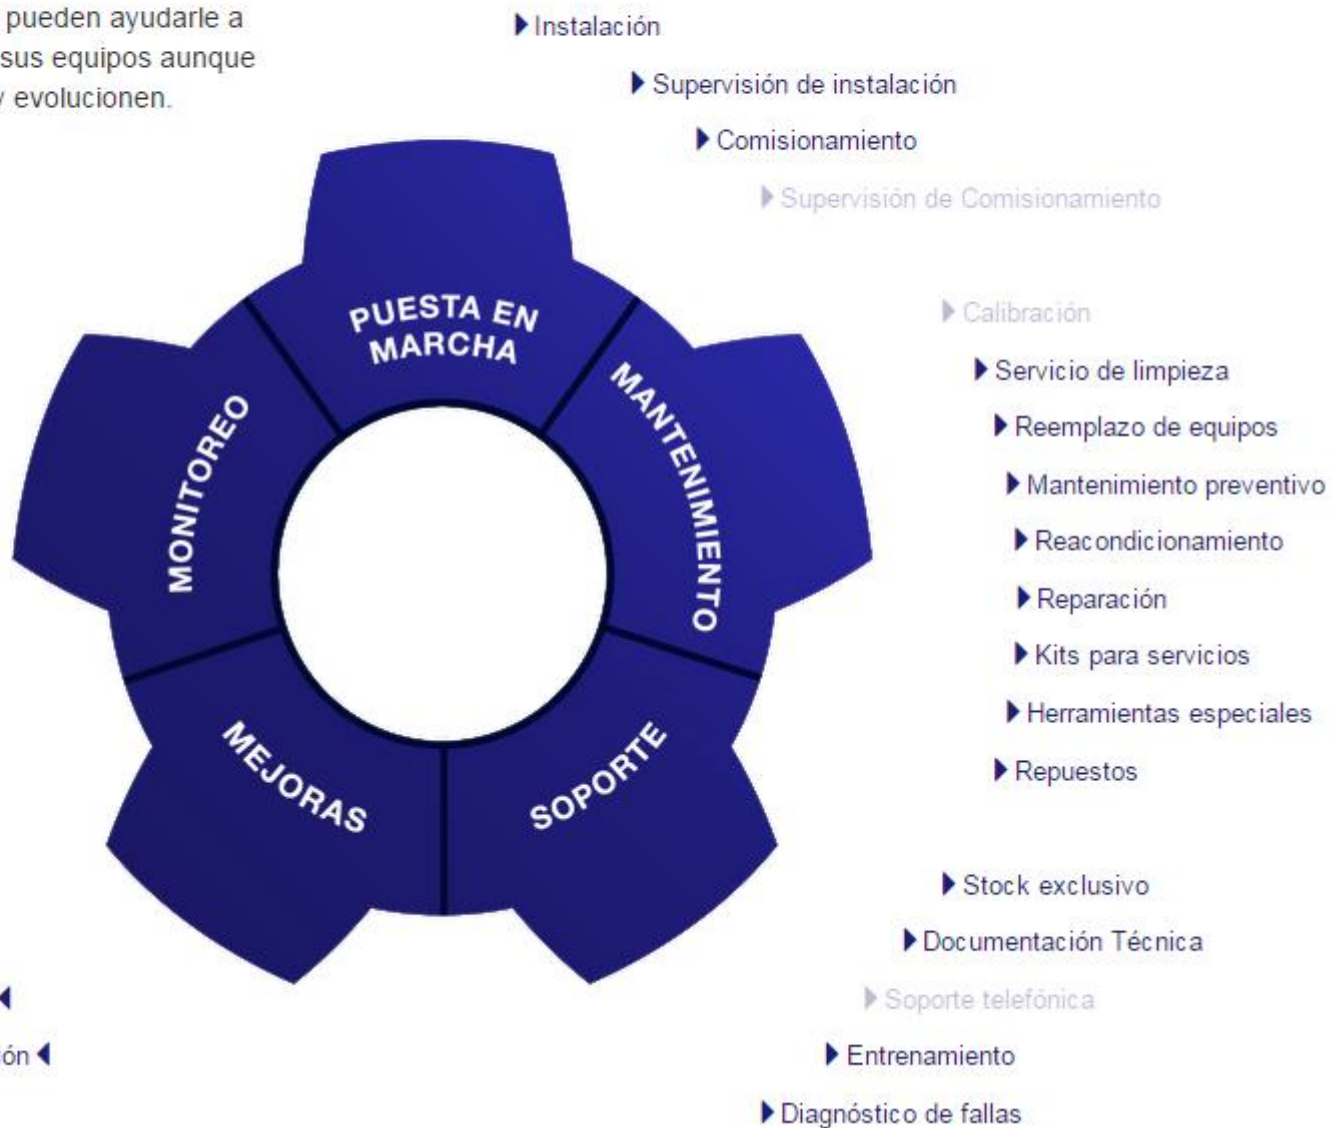 pueden ayudarle a
sus equipos aunque
y evolucionen.
Instalación
Supervisión de instalación
Comisionamiento
Supervisión de Comisionamiento
Calibración
Servicio de limpieza
Reemplazo de equipos
Mantenimiento preventivo
Reacondicionamiento
Reparación
Kits para servicios
Herramientas especiales
Repuestos
Stock exclusivo
Documentación Técnica
Soporte telefónica
Entrenamiento
Diagnóstico de fallas
PUESTA EN
MARCHA
MANTENIMIENTO
SOPORTE
MEJORAS
MONITOREO
ión